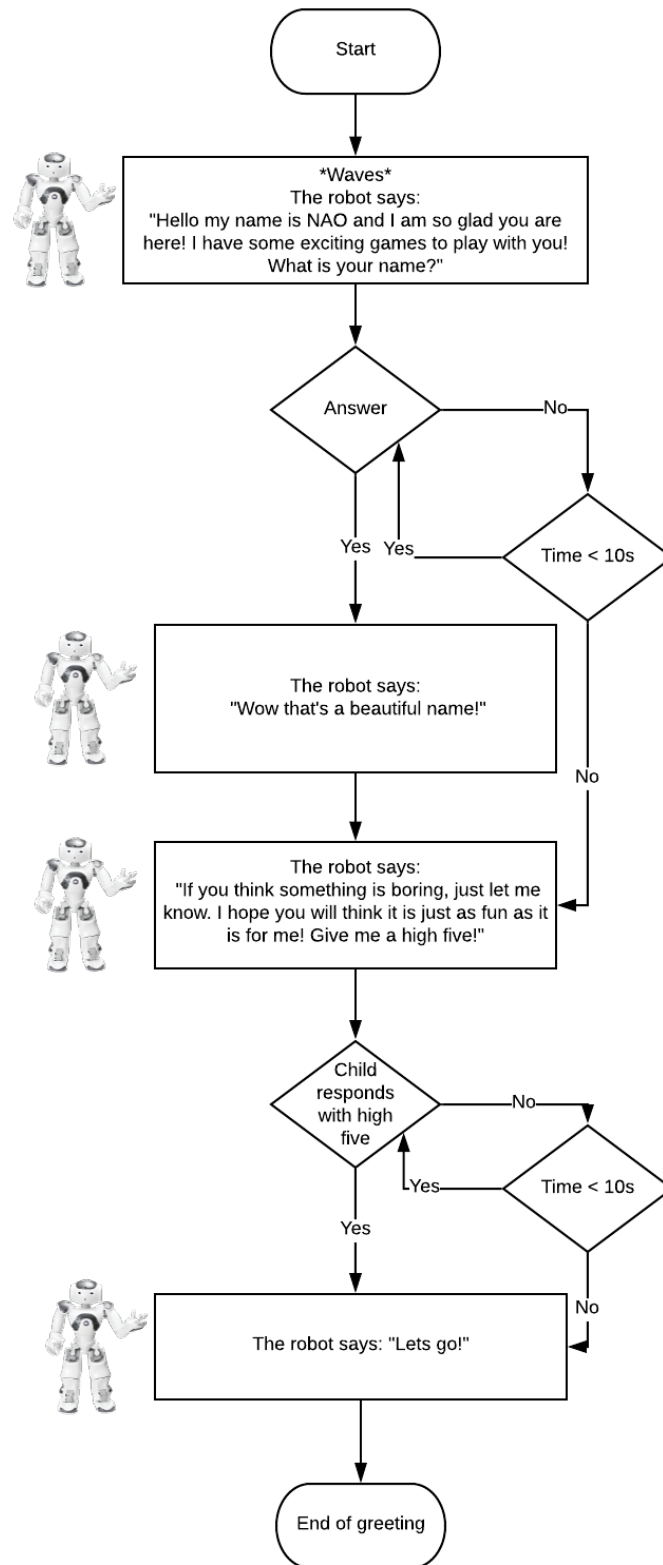 Start
*Waves*
The robot says:
"Hello my name is NAO and I am so glad you are
here! I have some exciting games to play with you!
What is your name?"
Answer
No
Yes
Yes
Time < 10s
The robot says:
"Wow that's a beautiful name!"
No
The robot says:
"If you think something is boring, just let me
know. I hope you will think it is just as fun as it
is for me! Give me a high five!"
Child
responds
with high
five
No
Yes
Time < 10s
Yes
No
The robot says: "Lets go!"
End of greeting